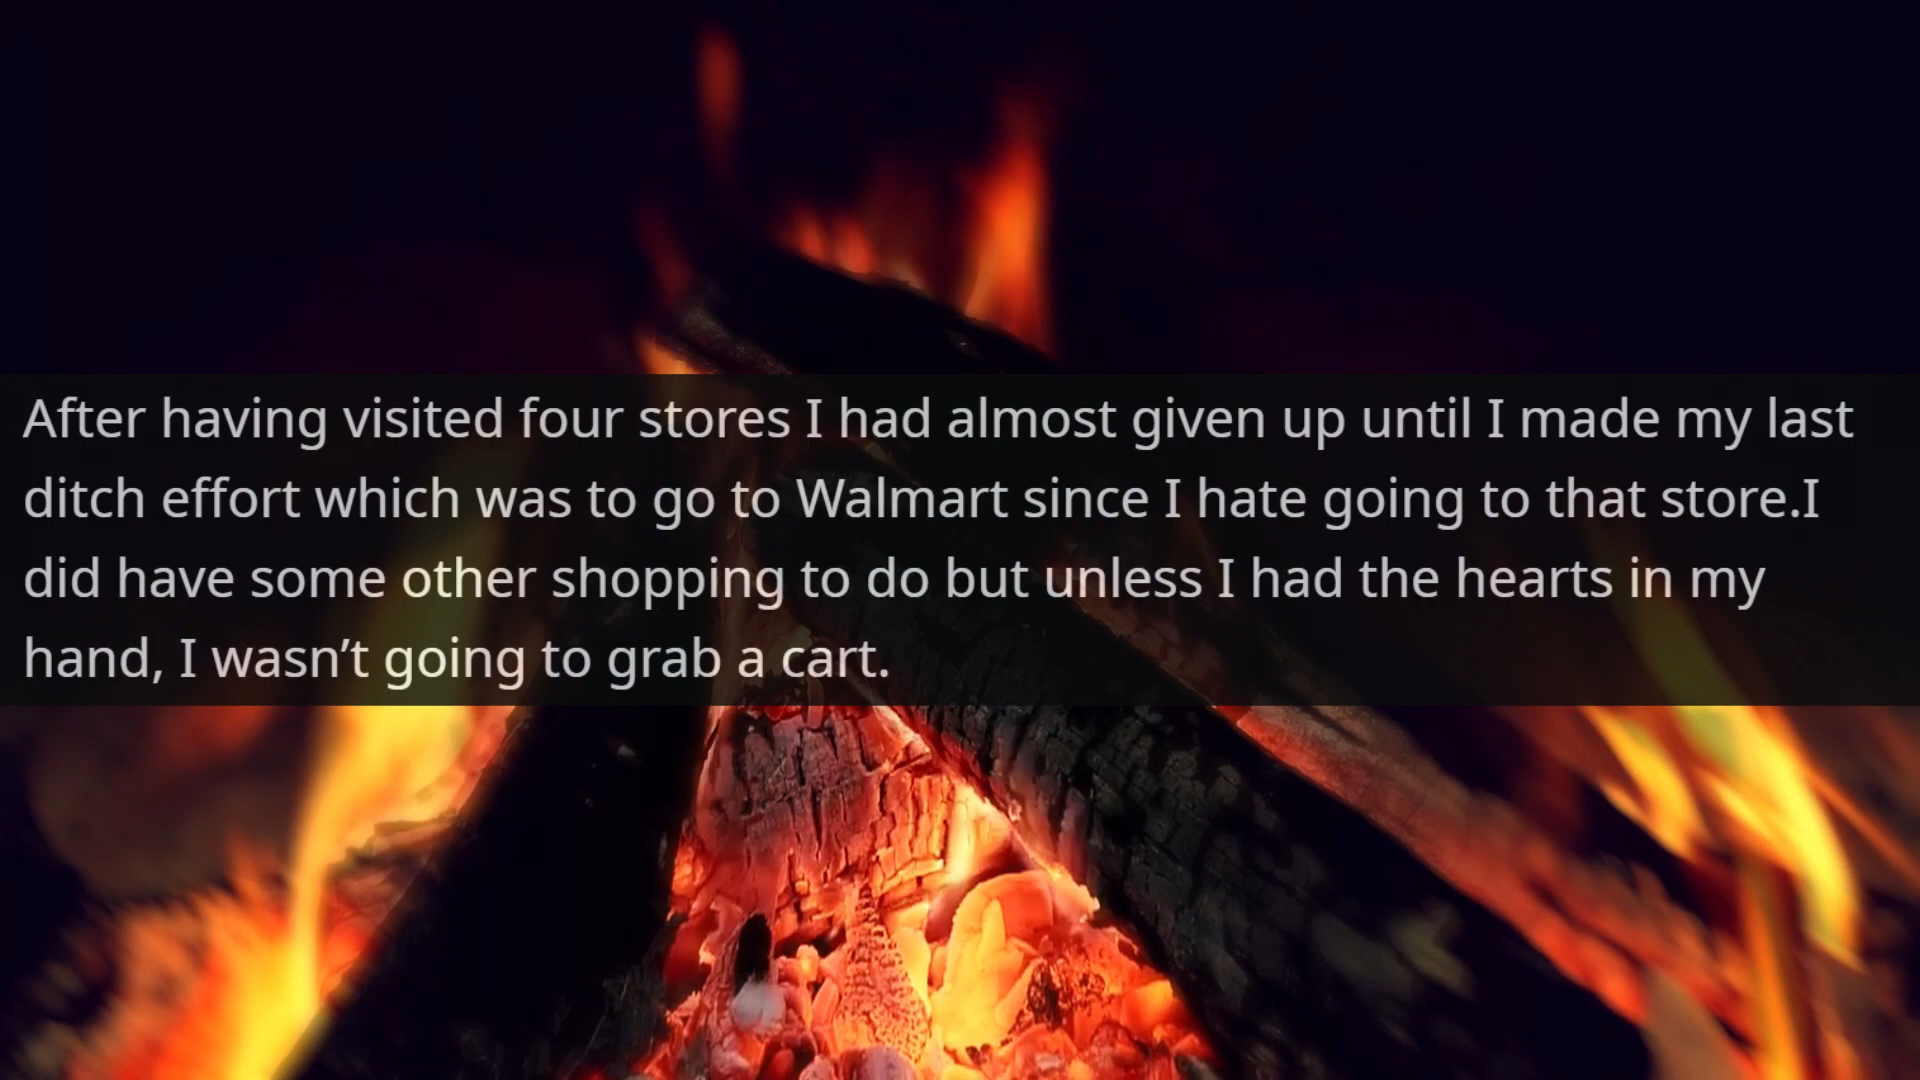 After having visited four stores I had almost given up until I made my last
ditch effort which was to go to Walmart since I hate going to that store.I
did have some other shopping to do but unless I had the hearts in my
hand, I wasn’t going to grab a cart.